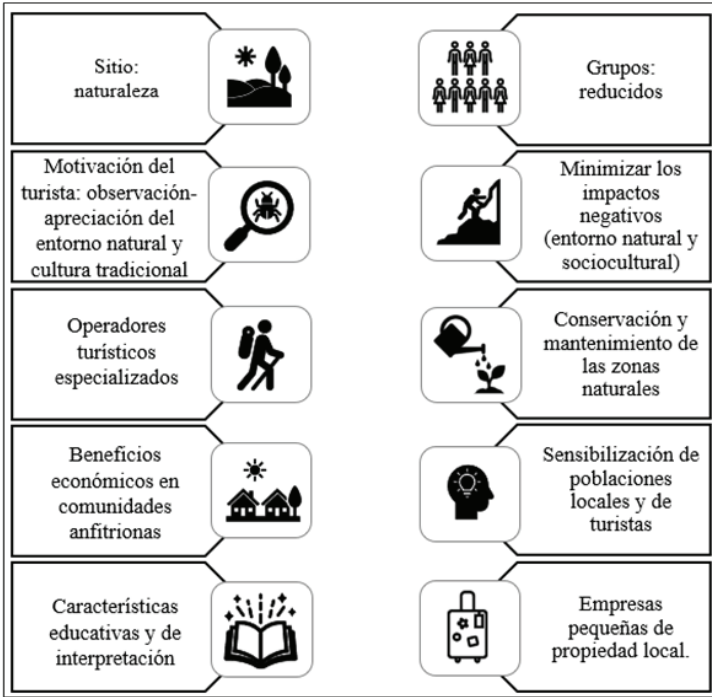 Sitio:
naturaleza
Grupos:
reducidos
Motivación del
turista: observación-
apreciación del
entorno natural y
cultura tradicional
Minimizar los
impactos
negativos
(entorno natural y
sociocultural)
Operadores
turísticos
especializados
Conservación y
mantenimiento de
las zonas
naturales
Beneficios
económicos en
comunidades
anfitrionas
Sensibilización de
poblaciones
locales y de
turistas
Características
educativas y de
interpretación
Empresas
pequeñas de
propiedad local.